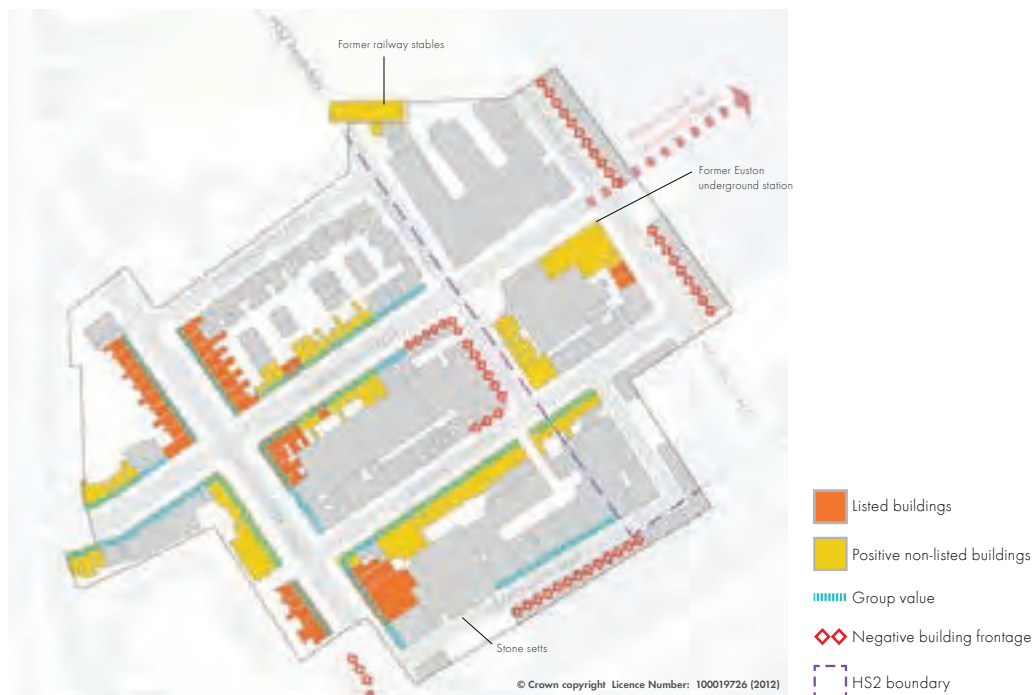 Former railway stables
Former Euston
underground station
Stone setts
© Crown copyright Licence Number: 100019726 (2012)
Listed buildings
Positive non-listed buildings
Group value
Negative building frontage
HS2 boundary